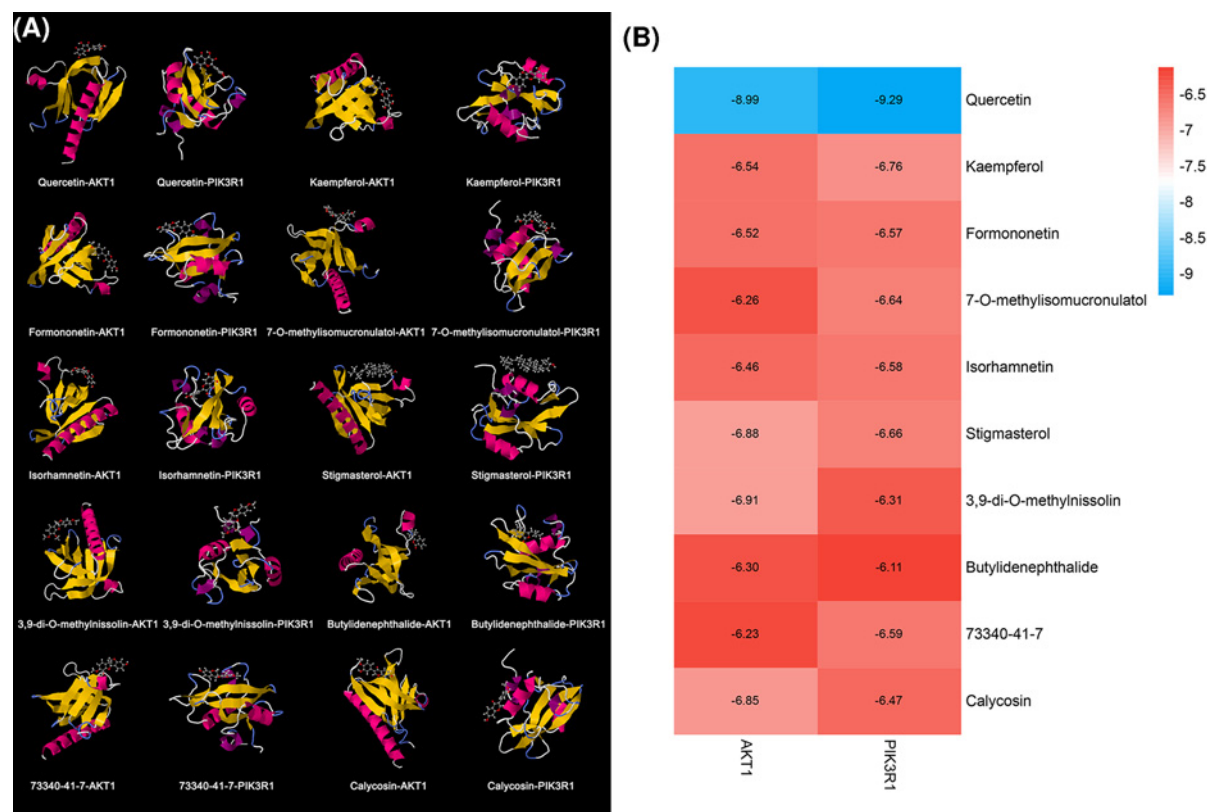 (A)
Quercetin-AKT1 Quercetin-PIK3R1 Kaempferol-AKT1 Kaempferol-PIK3R1
Formononetin-AKT1 Formononetin-PIK3R1 7-O-methylisomucronulatol-AKT1 7-O-methylisomucronulatol-PIK3R1
Isorhamnetin-AKT1 Isorhamnetin-PIK3R1 Stigmasterol-AKT1 Stigmasterol-PIK3R1
3,9-di-O-methylnissolin-AKT1 3,9-di-O-methylnissolin-PIK3R1 Butylidenephthalide-AKT1 Butylidenephthalide-PIK3R1
73340-41-7-AKT1 73340-41-7-PIK3R1 Calycosin-AKT1 Calycosin-PIK3R1
(B)
-8.99 -9.29 Quercetin
-6.54 -6.76 Kaempferol
-6.52 -6.57 Formononetin
-6.26 -6.64 7-O-methylisomucronulatol
-6.46 -6.58 Isorhamnetin
-6.88 -6.66 Stigmasterol
-6.91 -6.31 3,9-di-O-methylnissolin
-6.30 -6.11 Butylidenephthalide
-6.23 -6.59 73340-41-7
-6.85 -6.47 Calycosin
AKT1 PIK3R1
-6.5
-7
-7.5
-8
-8.5
-9